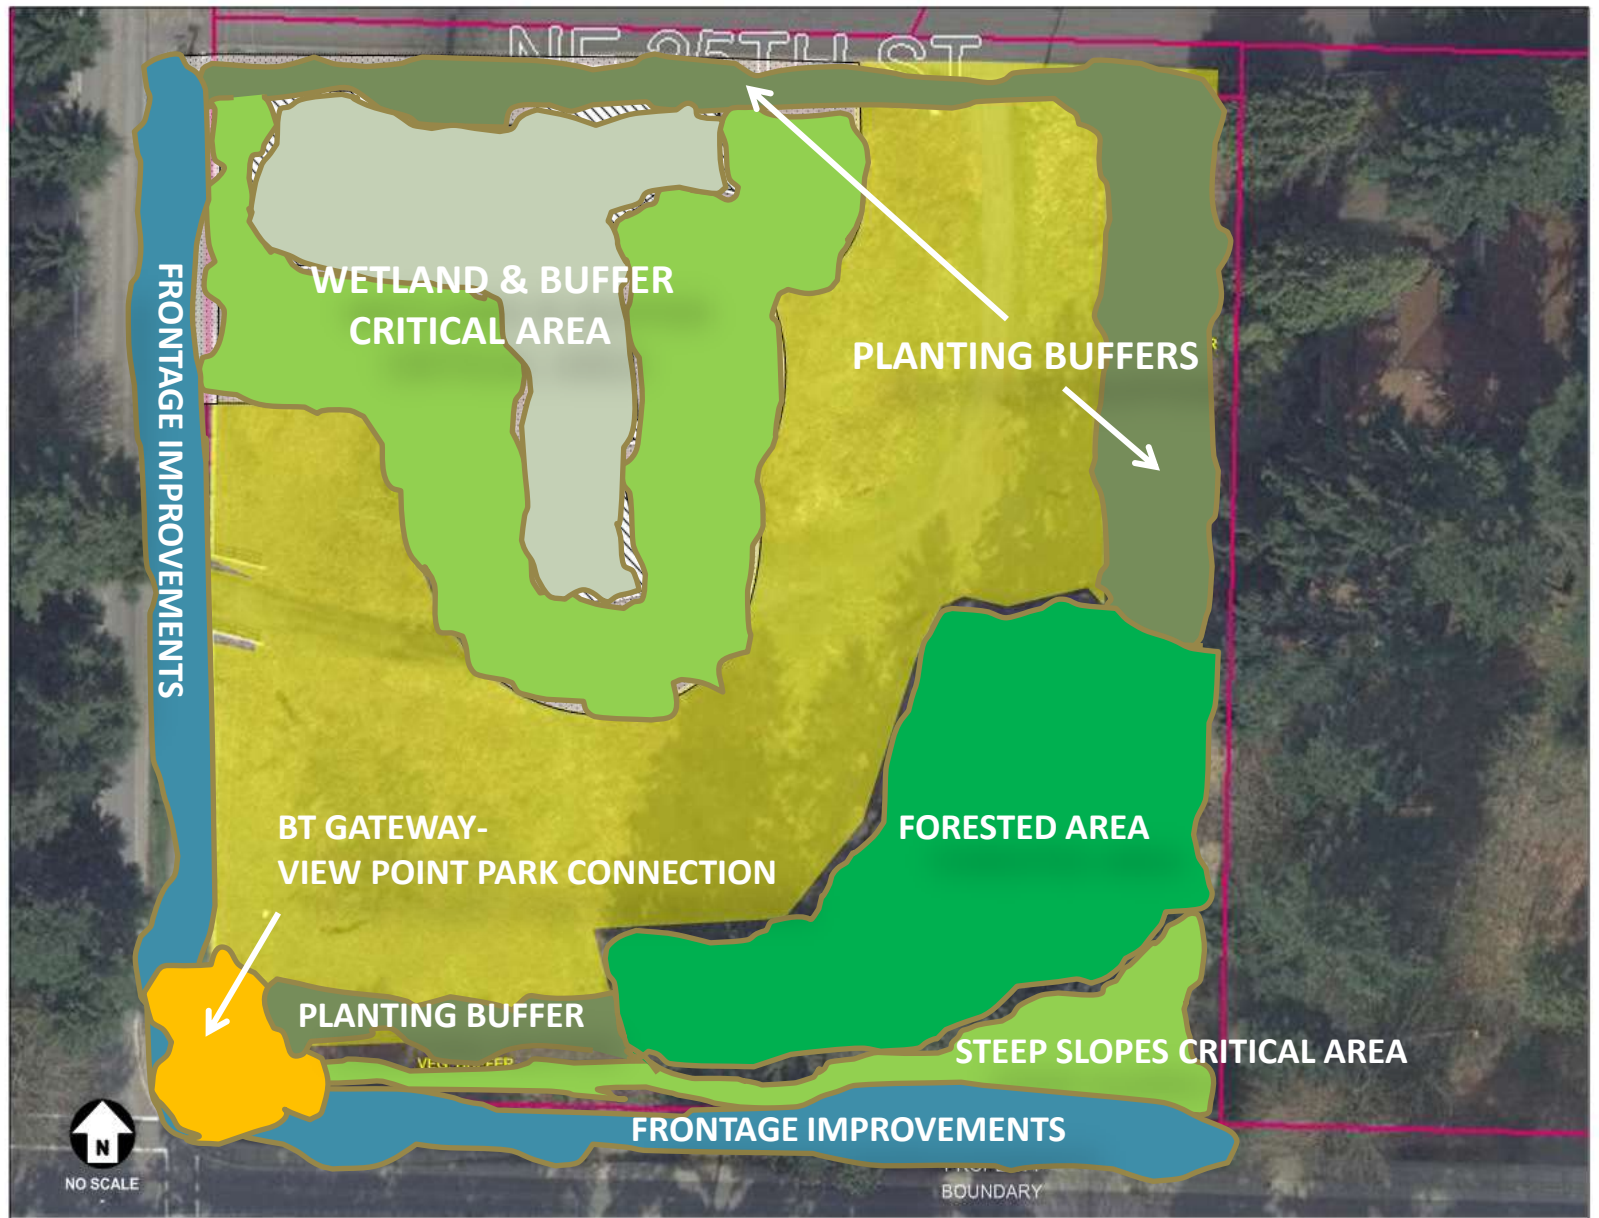 NE 25TH ST
WETLAND & BUFFER
CRITICAL AREA
PLANTING BUFFERS
FRONTAGE IMPROVEMENTS
BT GATEWAY-
VIEW POINT PARK CONNECTION
FORESTED AREA
PLANTING BUFFER
STEEP SLOPES CRITICAL AREA
FRONTAGE IMPROVEMENTS
BOUNDARY
N
NO SCALE